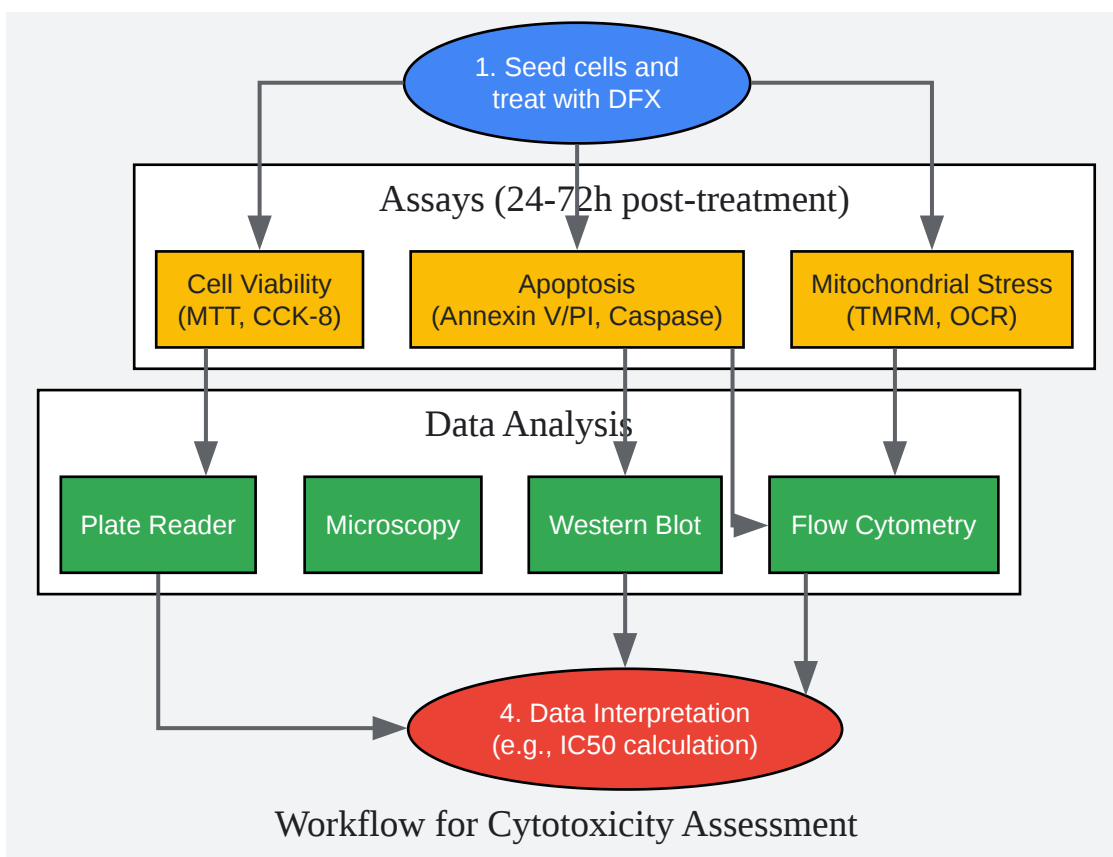 1. Seed cells and
treat with DFX
Assays (24-72h post-treatment)
Cell Viability
(MTT, CCK-8)
Apoptosis
(Annexin V/PI, Caspase)
Mitochondrial Stress
(TMRM, OCR)
Data Analysis
Plate Reader
Microscopy
Western Blot
Flow Cytometry
4. Data Interpretation
(e.g., IC50 calculation)
Workflow for Cytotoxicity Assessment